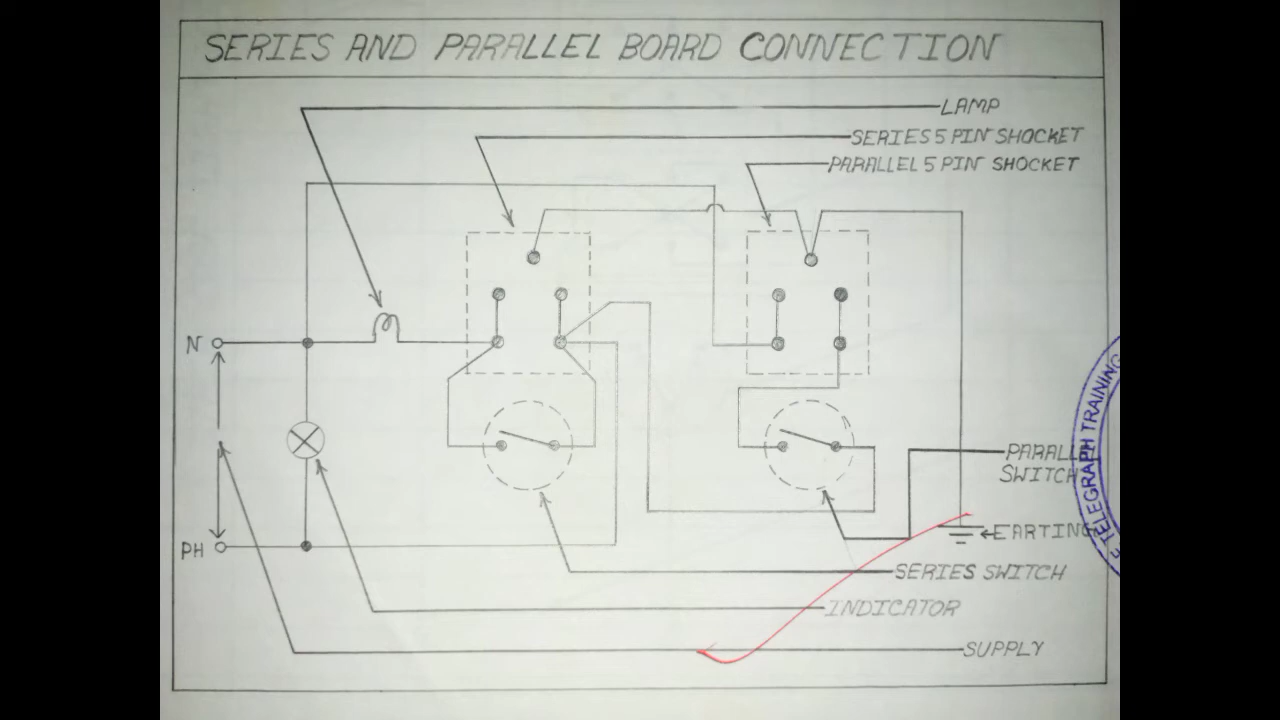 SERIES AND PARALLEL BOARD CONNECTION
LAMP
SERIES 5 PIN SHOCKET
PARALLEL 5 PIN SHOCKET
N
PH
PARALLEL
SWITCH
EARTING
SERIES SWITCH
INDICATOR
SUPPLY
TELEGRAPH TRAINING